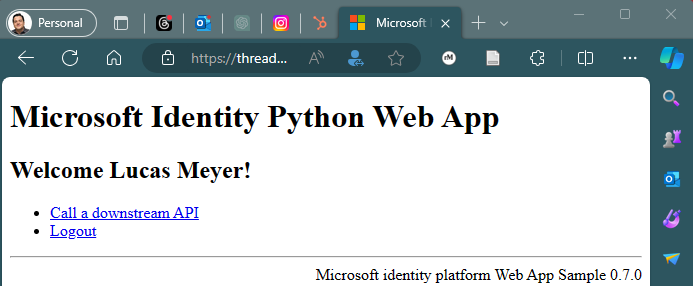 Personal
Microsoft
https://thread...
Microsoft Identity Python Web App
Welcome Lucas Meyer!
Call a downstream API
Logout
Microsoft identity platform Web App Sample 0.7.0